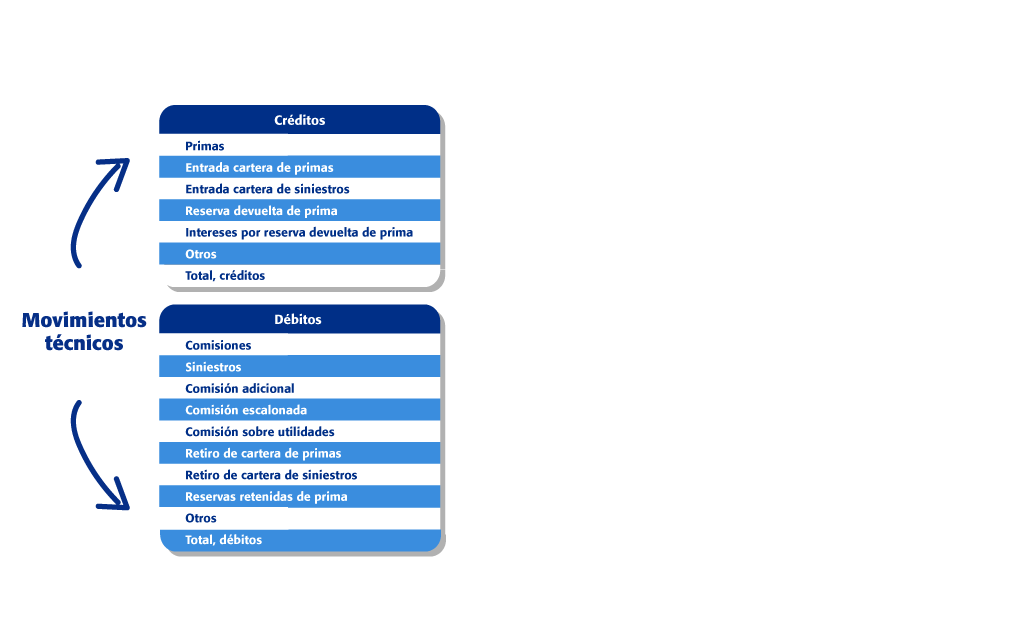 Créditos
Primas
Entrada cartera de primas
Entrada cartera de siniestros
Reserva devuelta de prima
Intereses por reserva devuelta de prima
Otros
Total, créditos
Movimientos
técnicos
Débitos
Comisiones
Siniestros
Comisión adicional
Comisión escalonada
Comisión sobre utilidades
Retiro de cartera de primas
Retiro de cartera de siniestros
Reservas retenidas de prima
Otros
Total, débitos